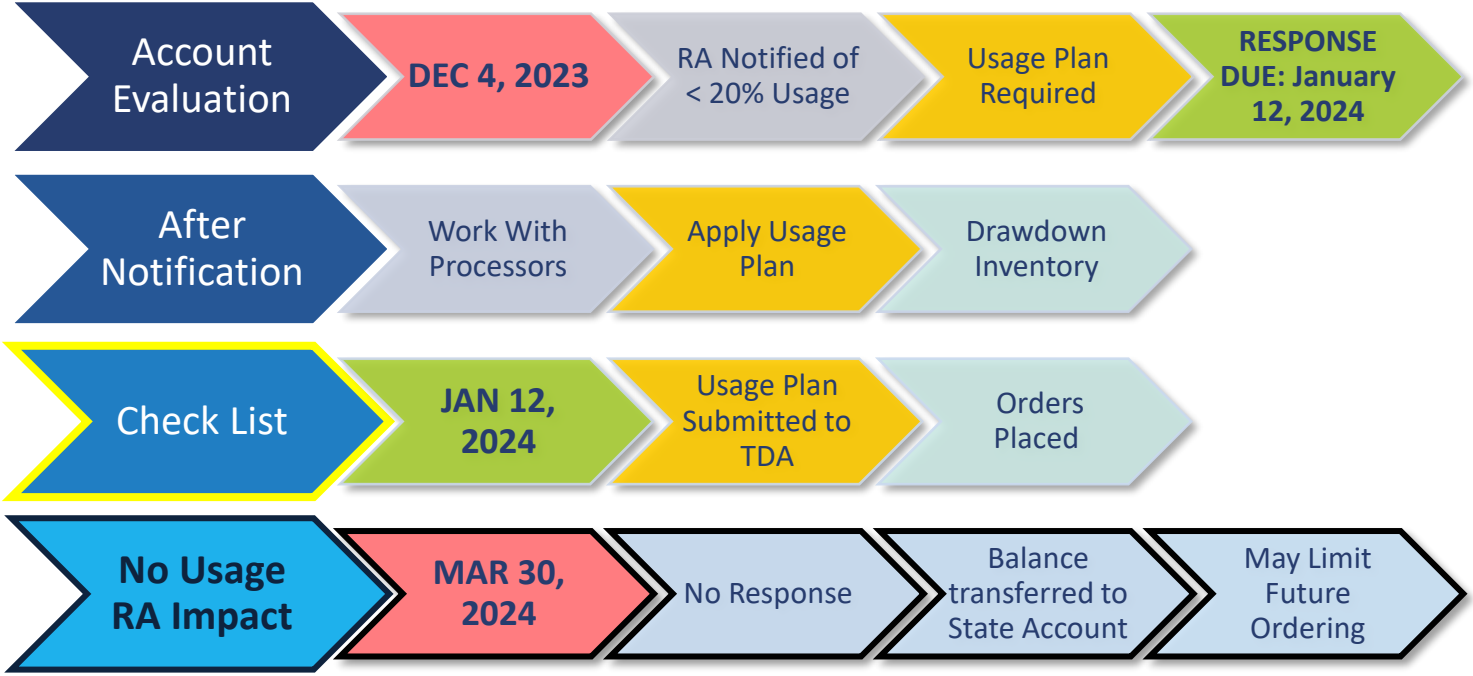 Account
Evaluation
DEC 4, 2023
RA Notified of
< 20% Usage
Usage Plan
Required
RESPONSE
DUE: January
12, 2024
After
Notification
Work With
Processors
Apply Usage
Plan
Drawdown
Inventory
Check List
JAN 12,
2024
Usage Plan
Submitted to
TDA
Orders
Placed
No Usage
RA Impact
MAR 30,
2024
No Response
Balance
transferred to
State Account
May Limit
Future
Ordering